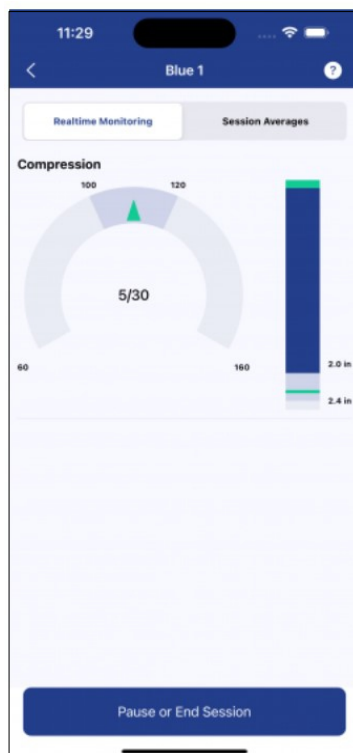 11:29
Blue 1
?
Realtime Monitoring
Session Averages
Compression
100
120
5/30
60
160
2.0 in
2.4 in
Pause or End Session